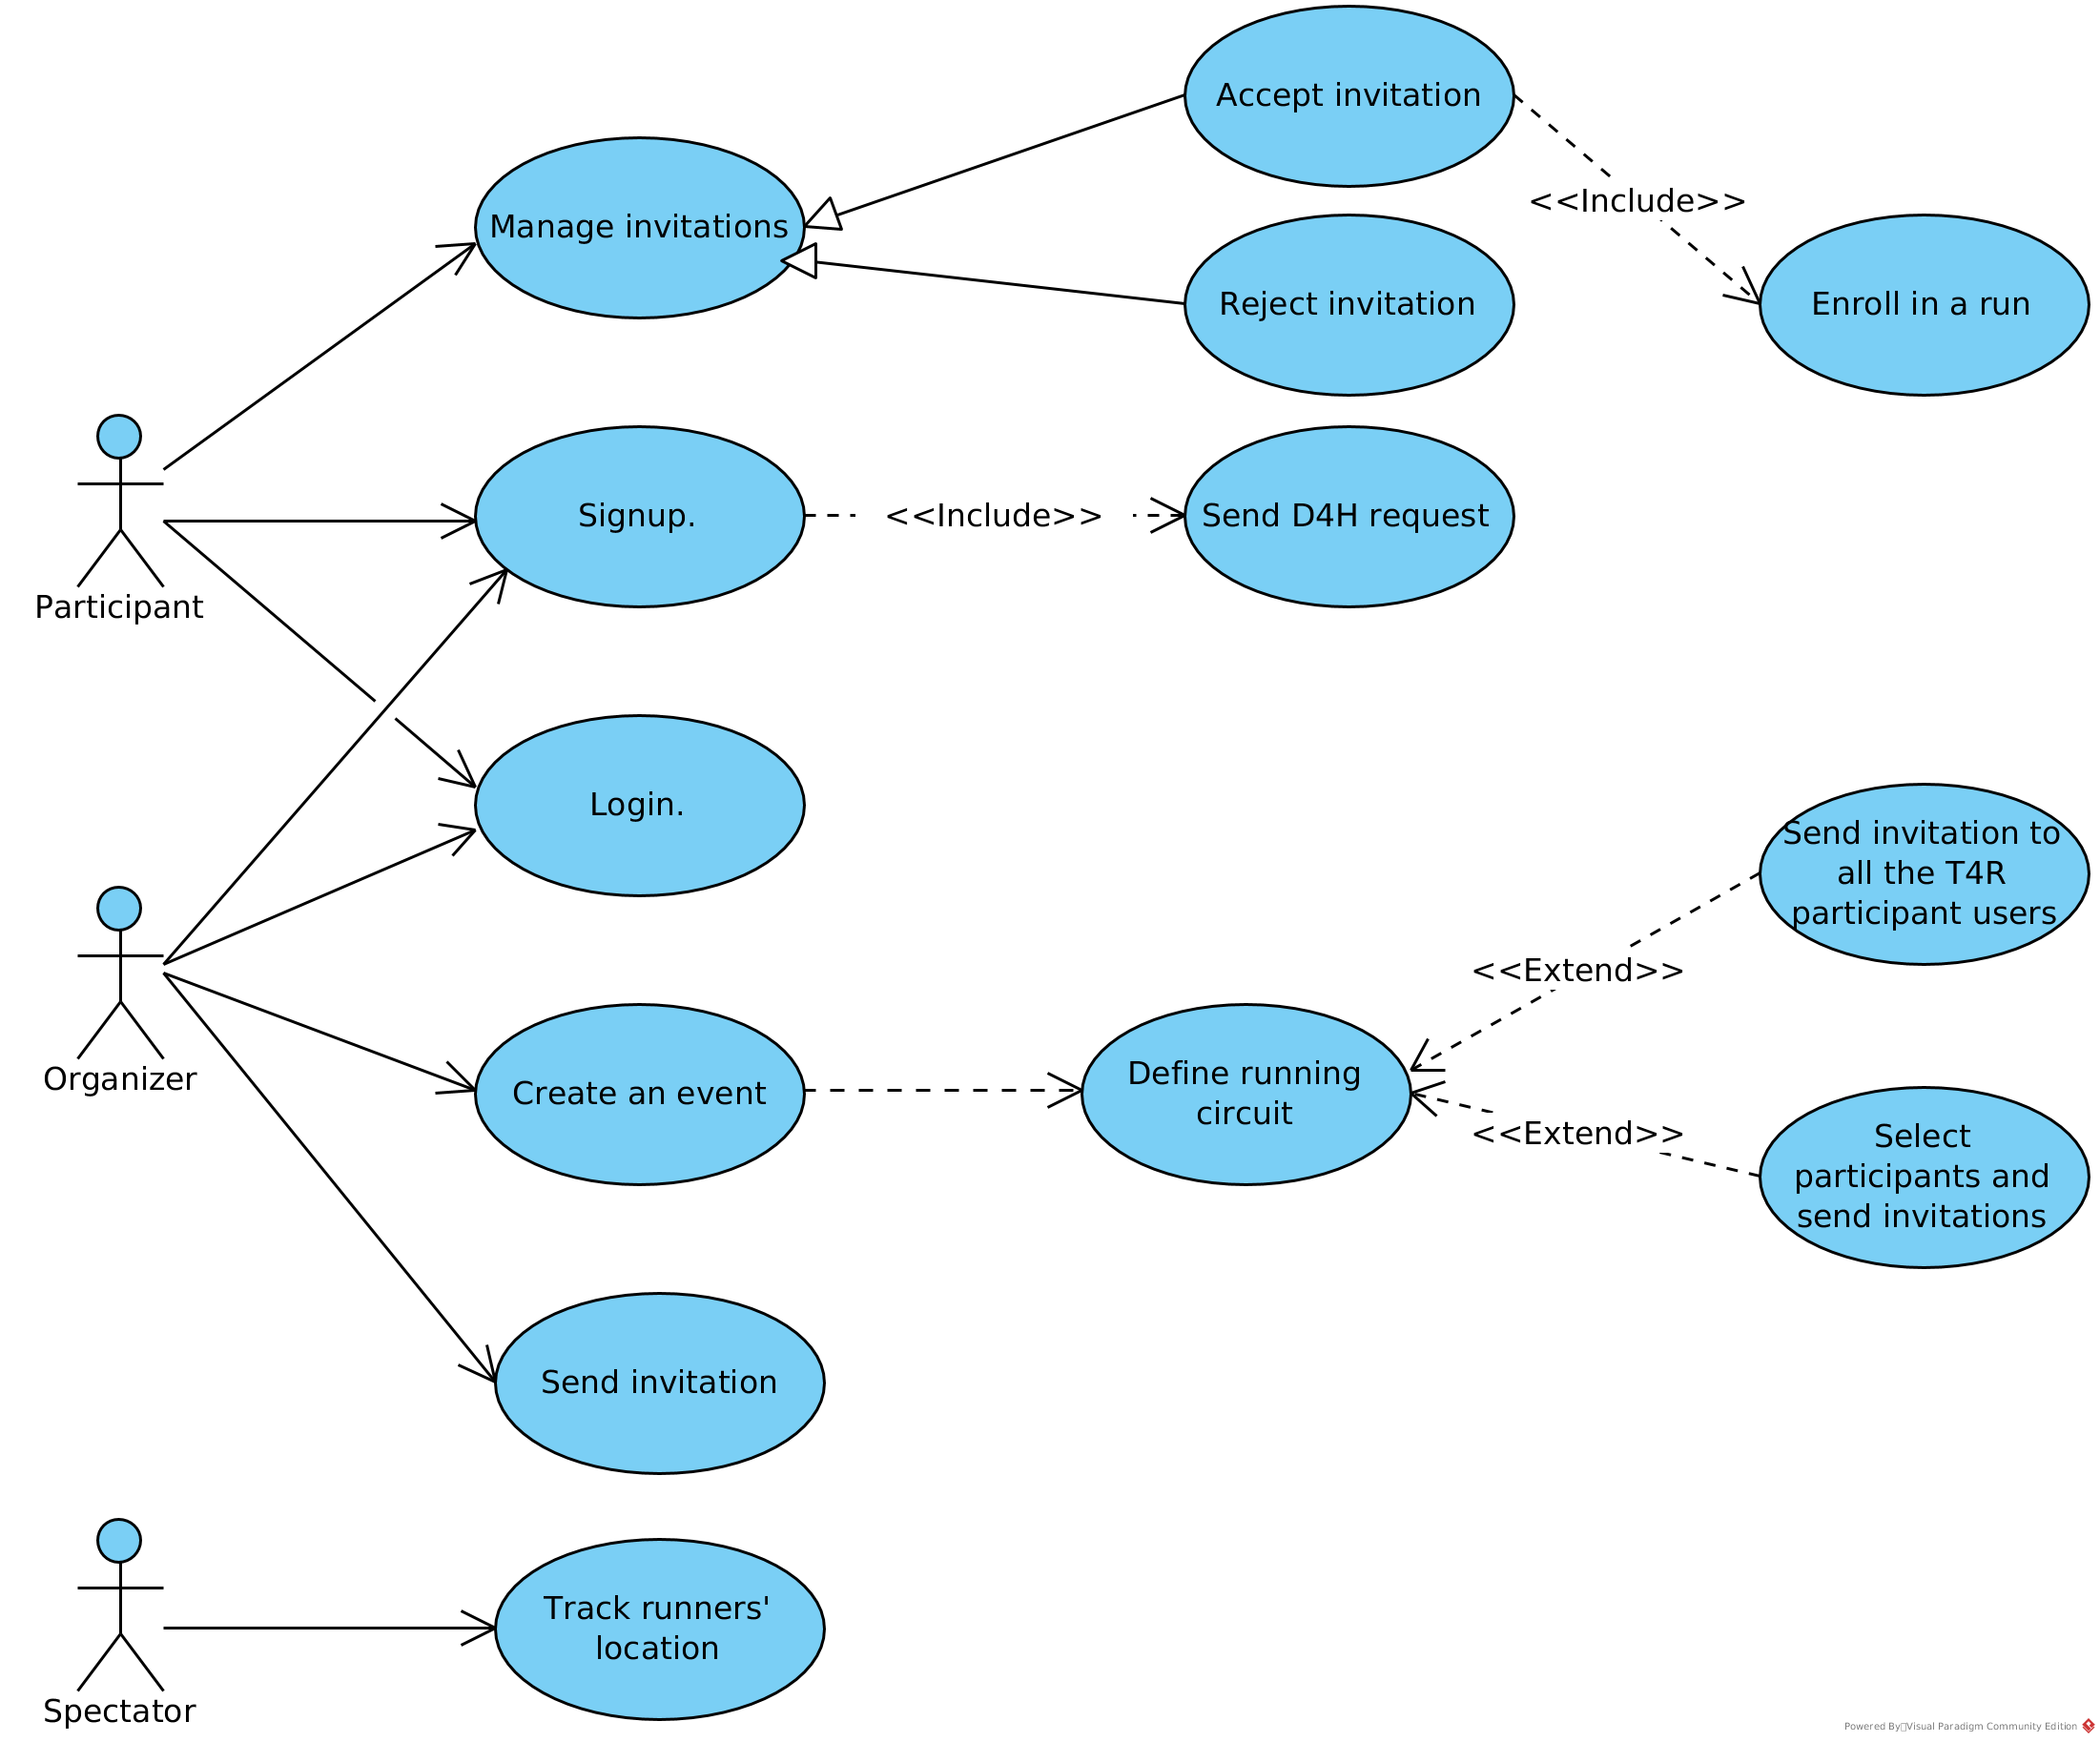 Accept invitation
Manage invitations
<<Include>>
Reject invitation
Enroll in a run
Signup.
<<Include>>
Send D4H request
Participant
Login.
Send invitation to
all the T4R
participant users
<<Extend>>
Organizer
Create an event
Define running
circuit
<<Extend>>
Select
participants and
send invitations
Send invitation
Track runners'
location
Spectator
Powered By Visual Paradigm Community Edition